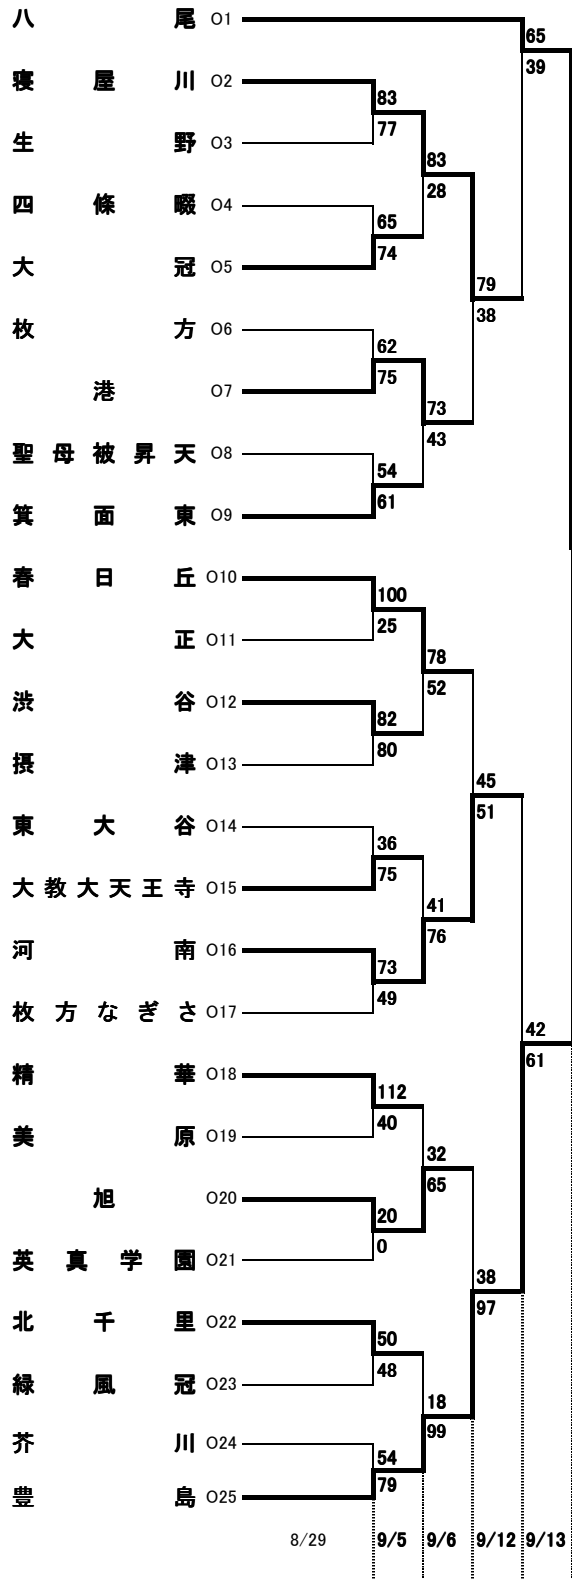 八尾 O1
65
39
寝屋川 O2
83
77
生野 O3
83
28
四條畷 O4
65
74
大冠 O5
79
38
枚方 O6
62
75
港 O7
73
43
聖母被昇天 O8
54
61
箕面東 O9
春日丘 O10
100
25
大正 O11
78
52
渋谷 O12
82
80
摂津 O13
45
51
東大谷 O14
36
75
大教大天王寺 O15
41
76
河南 O16
73
49
枚方なぎさ O17
42
61
精華 O18
112
40
美原 O19
32
65
旭 O20
20
0
英真学園 O21
38
97
北千里 O22
50
48
緑風冠 O23
18
99
芥川 O24
54
79
豊島 O25
8/29 9/5 9/6 9/12 9/13